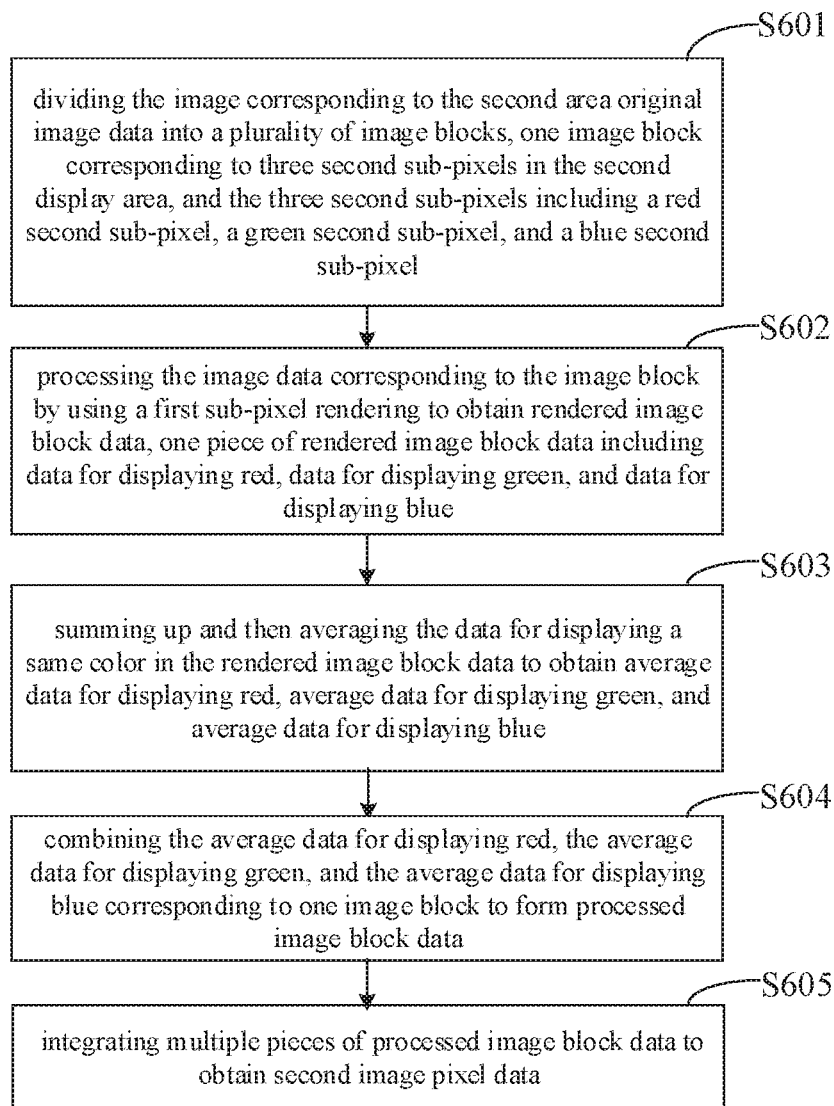 S601
dividing the image corresponding to the second area original
image data into a plurality of image blocks, one image block
corresponding to three second sub-pixels in the second
display area, and the three second sub-pixels including a red
second sub-pixel, a green second sub-pixel, and a blue second
sub-pixel
S602
processing the image data corresponding to the image block
by using a first sub-pixel rendering to obtain rendered image
block data, one piece of rendered image block data including
data for displaying red, data for displaying green, and data for
displaying blue
S603
summing up and then averaging the data for displaying a
same color in the rendered image block data to obtain average
data for displaying red, average data for displaying green, and
average data for displaying blue
S604
combining the average data for displaying red, the average
data for displaying green, and the average data for displaying
blue corresponding to one image block to form processed
image block data
S605
integrating multiple pieces of processed image block data to
obtain second image pixel data